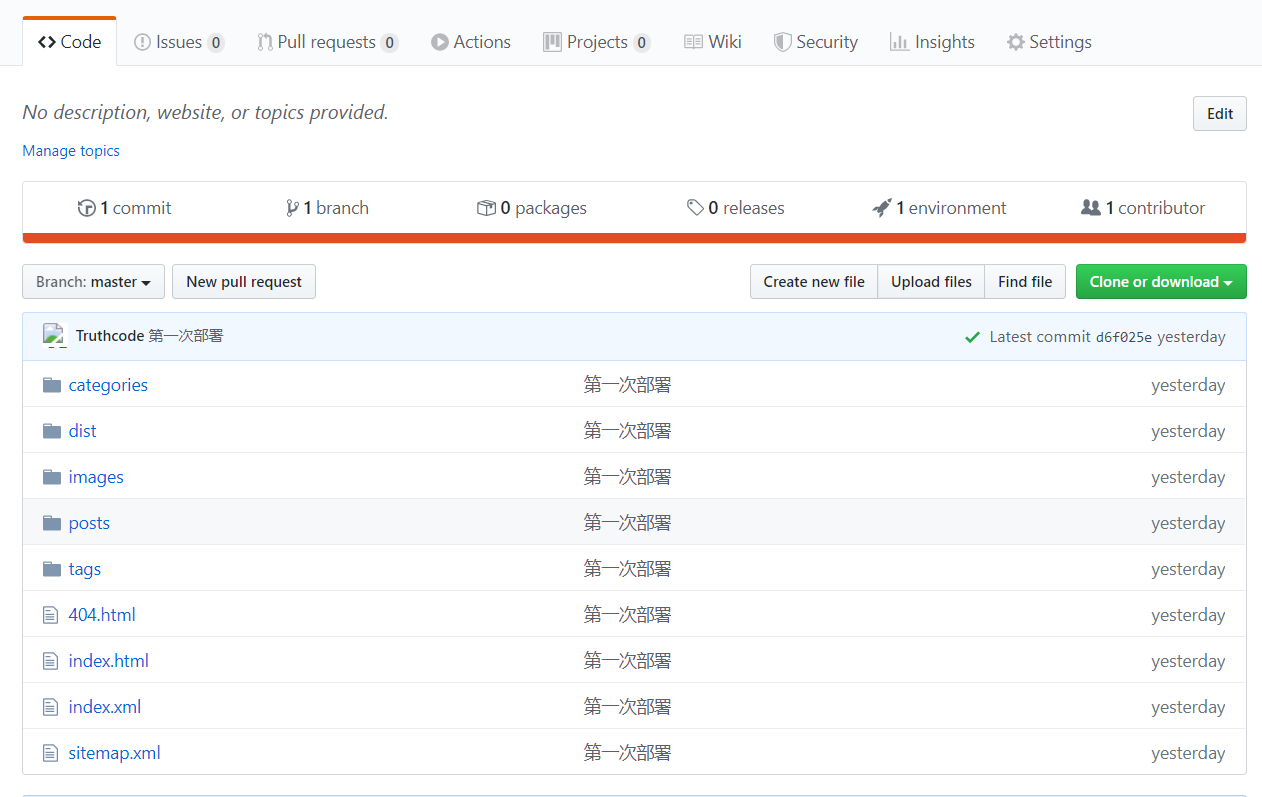 Code Issues 0 Pull requests 0 Actions Projects 0 Wiki Security Insights Settings
No description, website, or topics provided. Edit
Manage topics
1 commit 1 branch 0 packages 0 releases 1 environment 1 contributor
Branch: master New pull request Create new file Upload files Find file Clone or download
Truthcode 第一次部署 Latest commit d6f025e yesterday
categories 第一次部署 yesterday
dist 第一次部署 yesterday
images 第一次部署 yesterday
posts 第一次部署 yesterday
tags 第一次部署 yesterday
404.html 第一次部署 yesterday
index.html 第一次部署 yesterday
index.xml 第一次部署 yesterday
sitemap.xml 第一次部署 yesterday